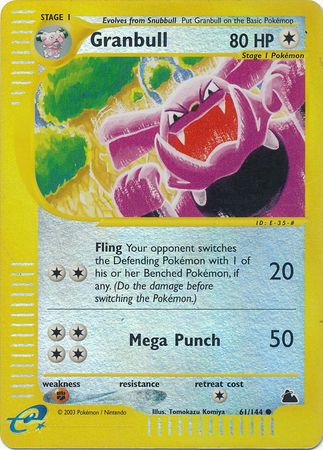 STAGE 1
Evolves from Snubbull Put Granbull on the Basic Pokémon
Granbull 80 HP
Stage 1 Pokémon
ID: E-35-#
Fling Your opponent switches
the Defending Pokémon with 1 of
his or her Benched Pokémon, if
any. (Do the damage before
switching the Pokémon.)
20
Mega Punch 50
weakness resistance retreat cost
© 2003 Pokémon / Nintendo Illus. Tomokazu Komiya 61/144
e